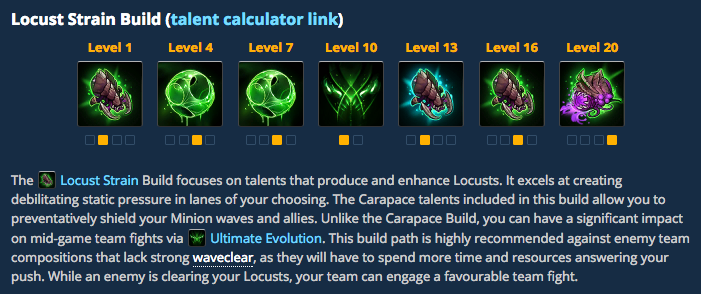 Locust Strain Build (talent calculator link)
Level 1 Level 4 Level 7 Level 10 Level 13 Level 16 Level 20
The Locust Strain Build focuses on talents that produce and enhance Locusts. It excels at creating
debilitating static pressure in lanes of your choosing. The Carapace talents included in this build allow you to
preventatively shield your Minion waves and allies. Unlike the Carapace Build, you can have a significant impact
on mid-game team fights via Ultimate Evolution. This build path is highly recommended against enemy team
compositions that lack strong waveclear, as they will have to spend more time and resources answering your
push. While an enemy is clearing your Locusts, your team can engage a favourable team fight.